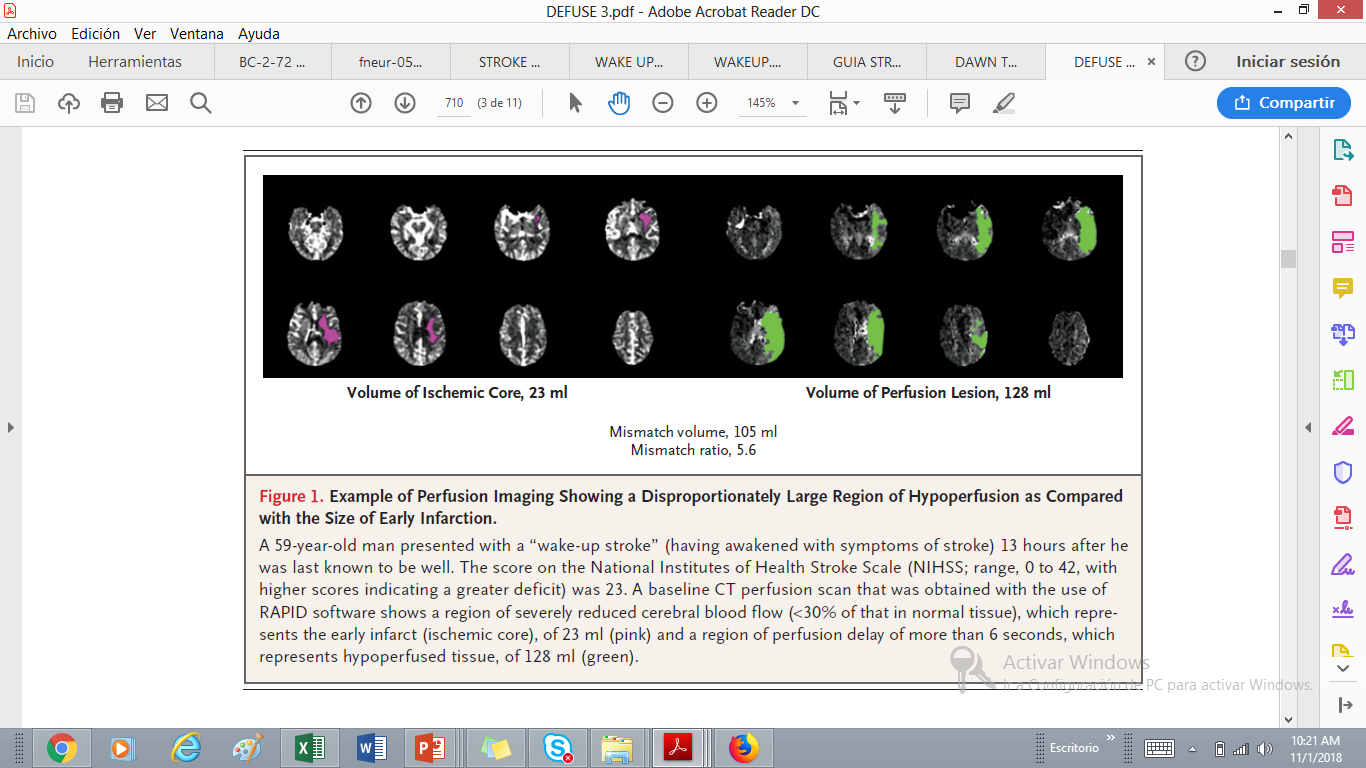 DEFUSE 3.pdf - Adobe Acrobat Reader DC
Archivo Edición Ver Ventana Ayuda
Inicio Herramientas BC-2-72 ... fneur-05... STROKE ... WAKE UP... WAKEUP.... GUIA STR... DAWN T... DEFUSE ... Iniciar sesión
710 (3 de 11) 145% Compartir
Volume of Ischemic Core, 23 ml Volume of Perfusion Lesion, 128 ml
Mismatch volume, 105 ml
Mismatch ratio, 5.6
Figure 1. Example of Perfusion Imaging Showing a Disproportionately Large Region of Hypoperfusion as Compared
with the Size of Early Infarction.
A 59-year-old man presented with a “wake-up stroke” (having awakened with symptoms of stroke) 13 hours after he
was last known to be well. The score on the National Institutes of Health Stroke Scale (NIHSS; range, 0 to 42, with
higher scores indicating a greater deficit) was 23. A baseline CT perfusion scan that was obtained with the use of
RAPID software shows a region of severely reduced cerebral blood flow (<30% of that in normal tissue), which repre-
sents the early infarct (ischemic core), of 23 ml (pink) and a region of perfusion delay of more than 6 seconds, which
represents hypoperfused tissue, of 128 ml (green).
Activar Windows
Ir a Configuración de PC para activar Windows.
Escritorio
10:21 AM
11/1/2018